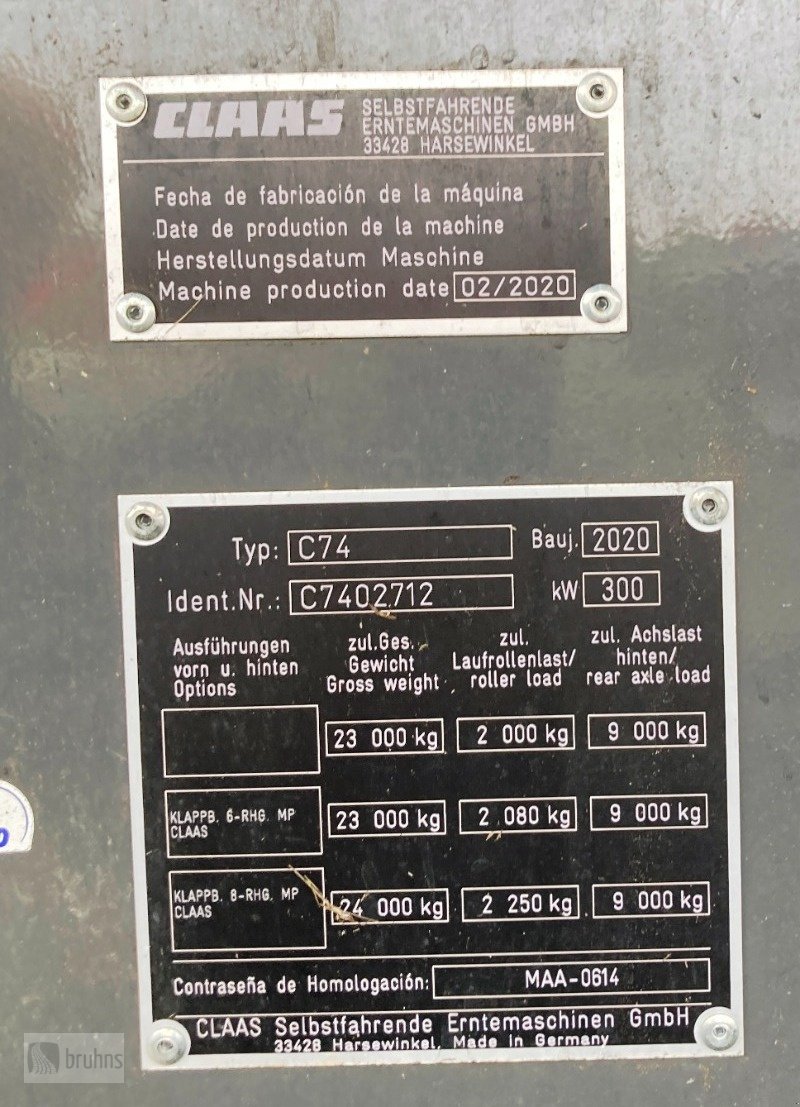 CLAAS SELBSTFAHRENDE
ERNTEMASCHINEN GMBH
33428 HARSEWINKEL
Fecha de fabricación de la máquina
Date de production de la machine
Herstellungsdatum Maschine
Machine production date 02/2020
Typ: C74 Bauj. 2020
Ident.Nr.: C7402712 kW 300
Ausführungen vorn u. hinten Options
zul.Ges. Gewicht Gross weight
zul. Laufrollenlast/ roller load
zul. Achslast hinten/ rear axle load
23 000 kg 2 000 kg 9 000 kg
KLAPPB. 6-RHG. MP CLAAS 23 000 kg 2 080 kg 9 000 kg
KLAPPB. 8-RHG. MP CLAAS 24 000 kg 2 250 kg 9 000 kg
Contraseña de Homologación: MAA-0614
CLAAS Selbstfahrende Erntemaschinen GmbH
33428 Harsewinkel, Made in Germany
bruhns